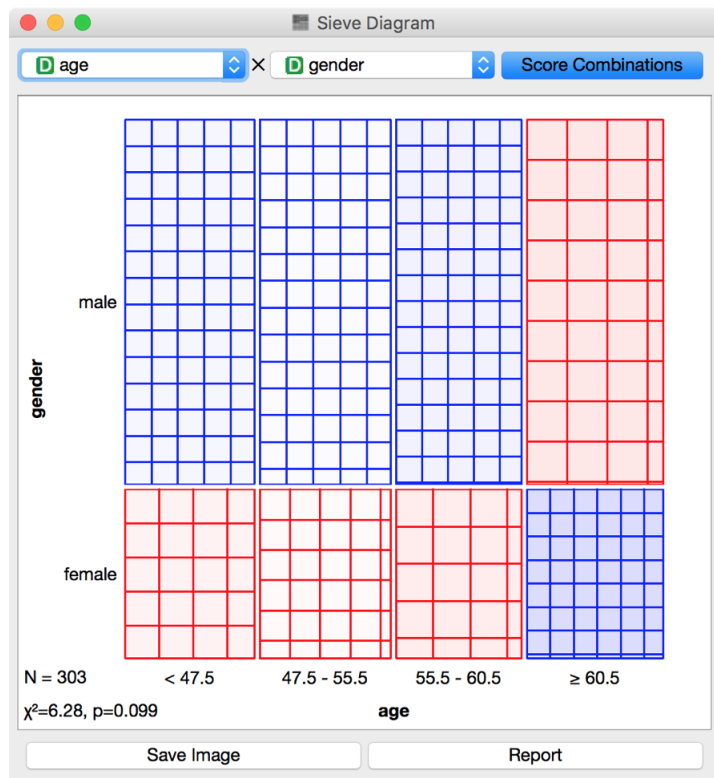 Sieve Diagram
D age × D gender Score Combinations
male
gender
female
N = 303 < 47.5 47.5 - 55.5 55.5 - 60.5 ≥ 60.5
χ²=6.28, p=0.099 age
Save Image Report